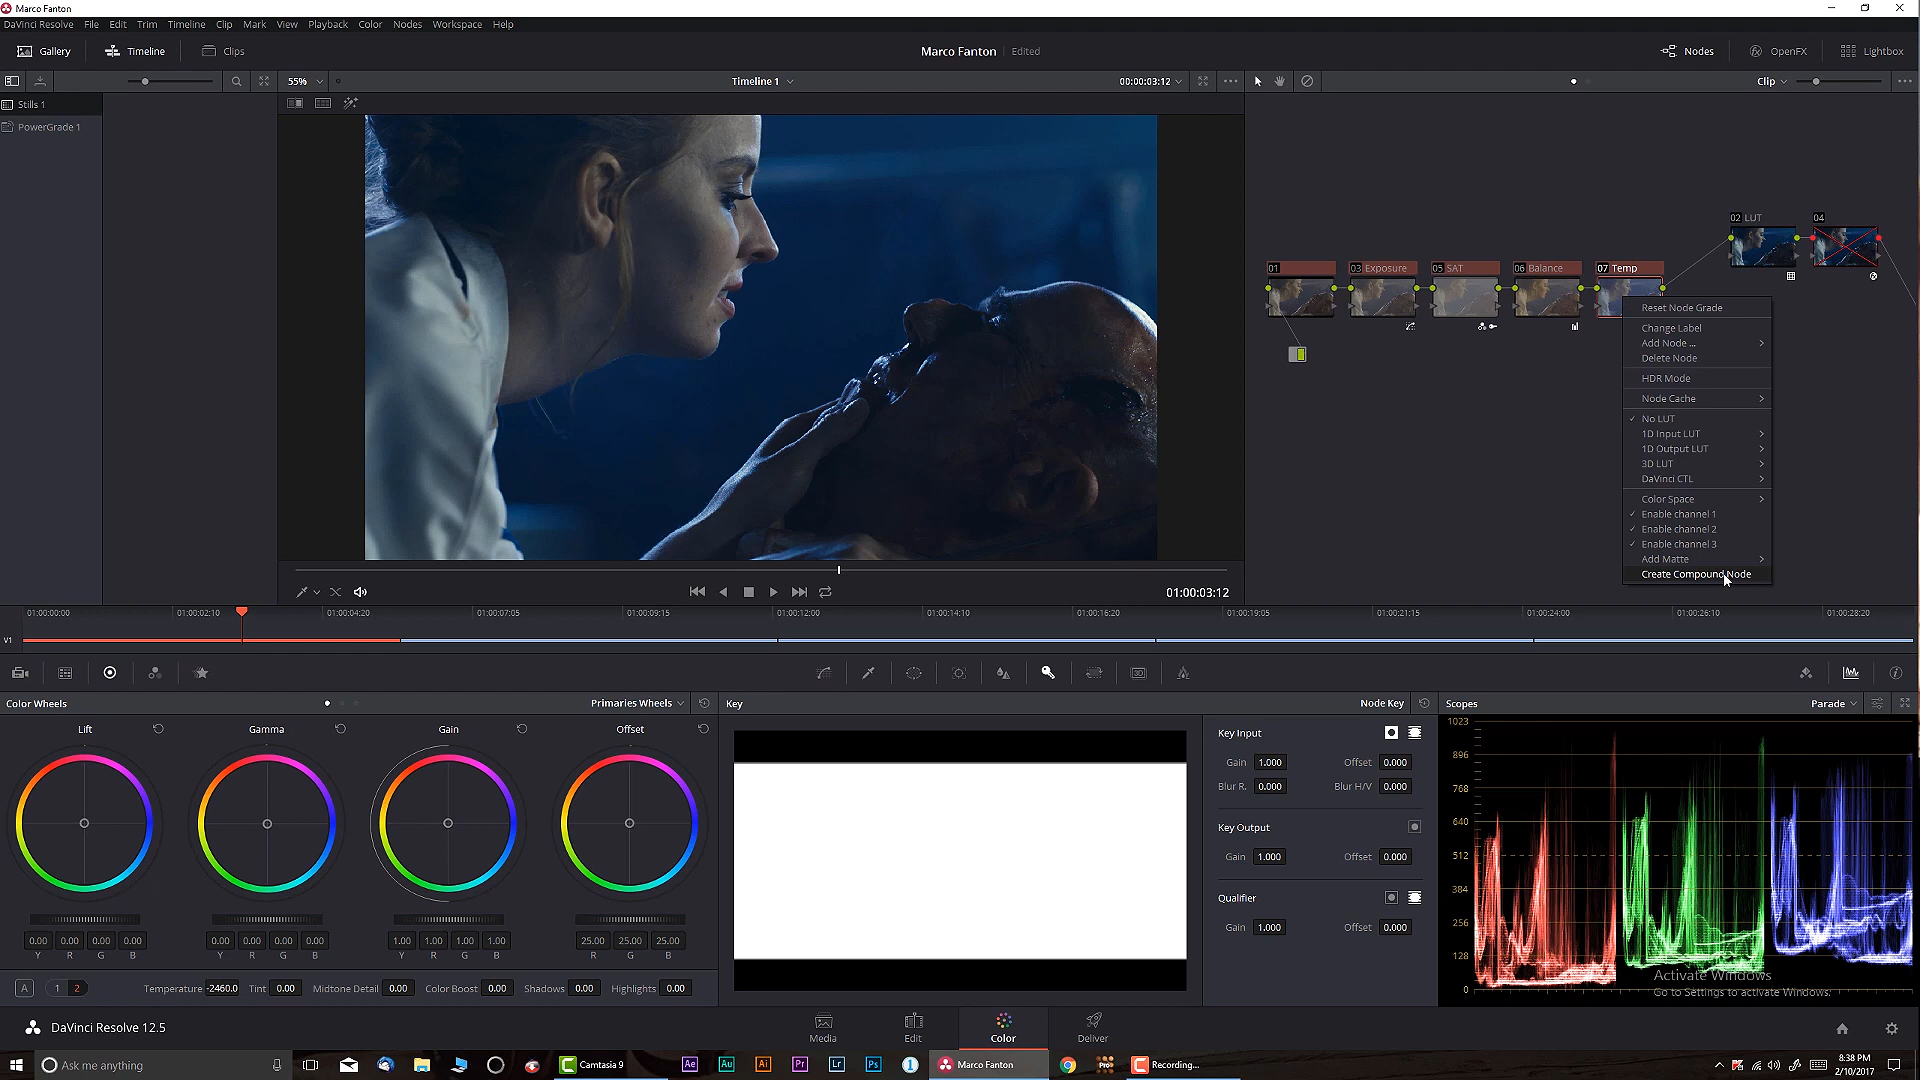 Marco Fanton
DaVinci Resolve File Edit Trim Timeline Clip Mark View Playback Color Nodes Workspace Help
Gallery Timeline Clips Marco Fanton Edited Nodes OpenFX Lightbox
55% Timeline 1 00:00:03:12 Clip
Stills 1
PowerGrade 1
02 LUT 04
01 03 Exposure 05 SAT 06 Balance 07 Temp
Reset Node Grade
Change Label
Add Node ...
Delete Node
HDR Mode
Node Cache
No LUT
1D Input LUT
1D Output LUT
3D LUT
DaVinci CTL
Color Space
Enable channel 1
Enable channel 2
Enable channel 3
Add Matte
Create Compound Node
01:00:03:12
01:00:00:00 01:00:02:10 01:00:04:20 01:00:07:05 01:00:09:15 01:00:12:00 01:00:14:10 01:00:16:20 01:00:19:05 01:00:21:15 01:00:24:00 01:00:26:10 01:00:28:20
V1
Color Wheels Primaries Wheels Key Node Key Scopes Parade
Lift Gamma Gain Offset
Key Input
Gain 1.000 Offset 0.000
Blur R. 0.000 Blur H/V 0.000
Key Output
Gain 1.000 Offset 0.000
Qualifier
Gain 1.000 Offset 0.000
1023
896
768
640
512
384
256
128
0
0.00 0.00 0.00 0.00 0.00 0.00 0.00 0.00 1.00 1.00 1.00 1.00 25.00 25.00 25.00
Y R G B Y R G B Y R G B R G B
A 1 2 Temperature -2460.0 Tint 0.00 Midtone Detail 0.00 Color Boost 0.00 Shadows 0.00 Highlights 0.00
Activate Windows
Go to Settings to activate Windows.
DaVinci Resolve 12.5 Media Edit Color Deliver
Ask me anything Camtasia 9 Ae Au Ai Pr Lr Ps Marco Fanton Recording... 8:38 PM
2/10/2017